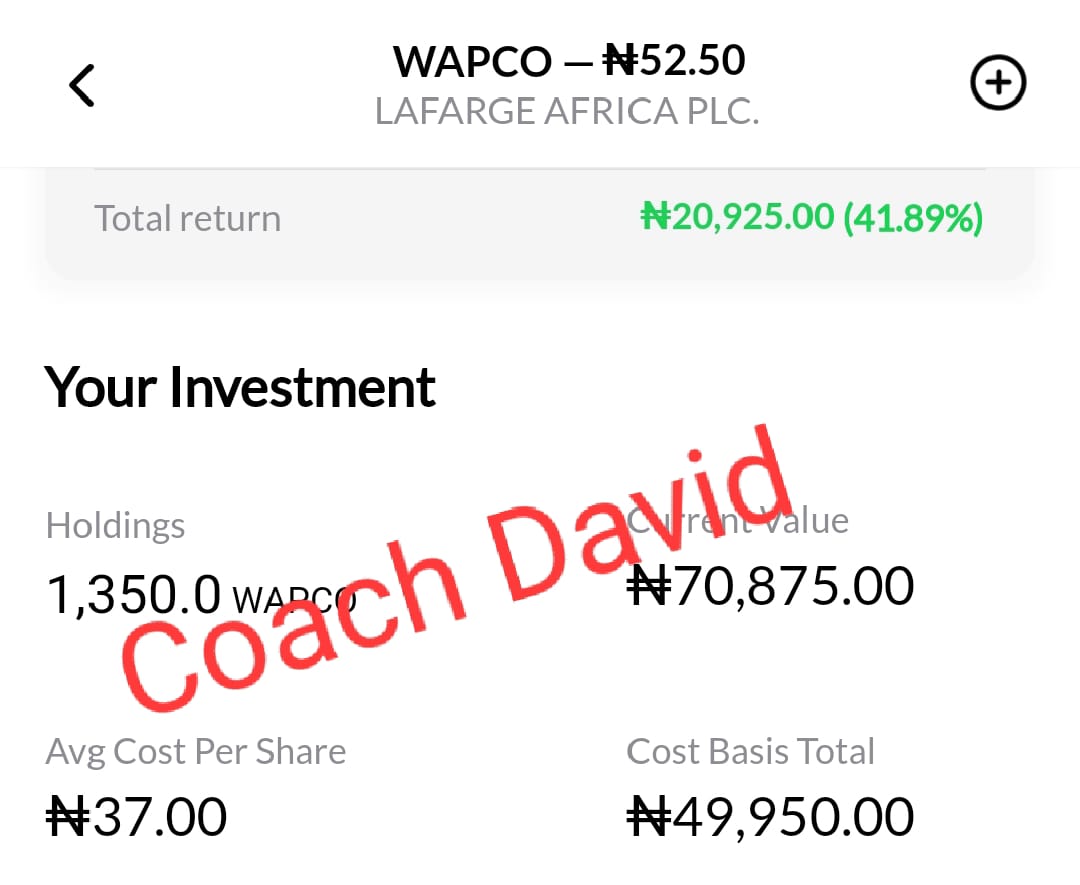 WAPCO — ₦52.50
LAFARGE AFRICA PLC.
Total return
₦20,925.00 (41.89%)
Your Investment
Holdings
Current Value
1,350.0 WAPCO
₦70,875.00
Coach David
Avg Cost Per Share
Cost Basis Total
₦37.00
₦49,950.00